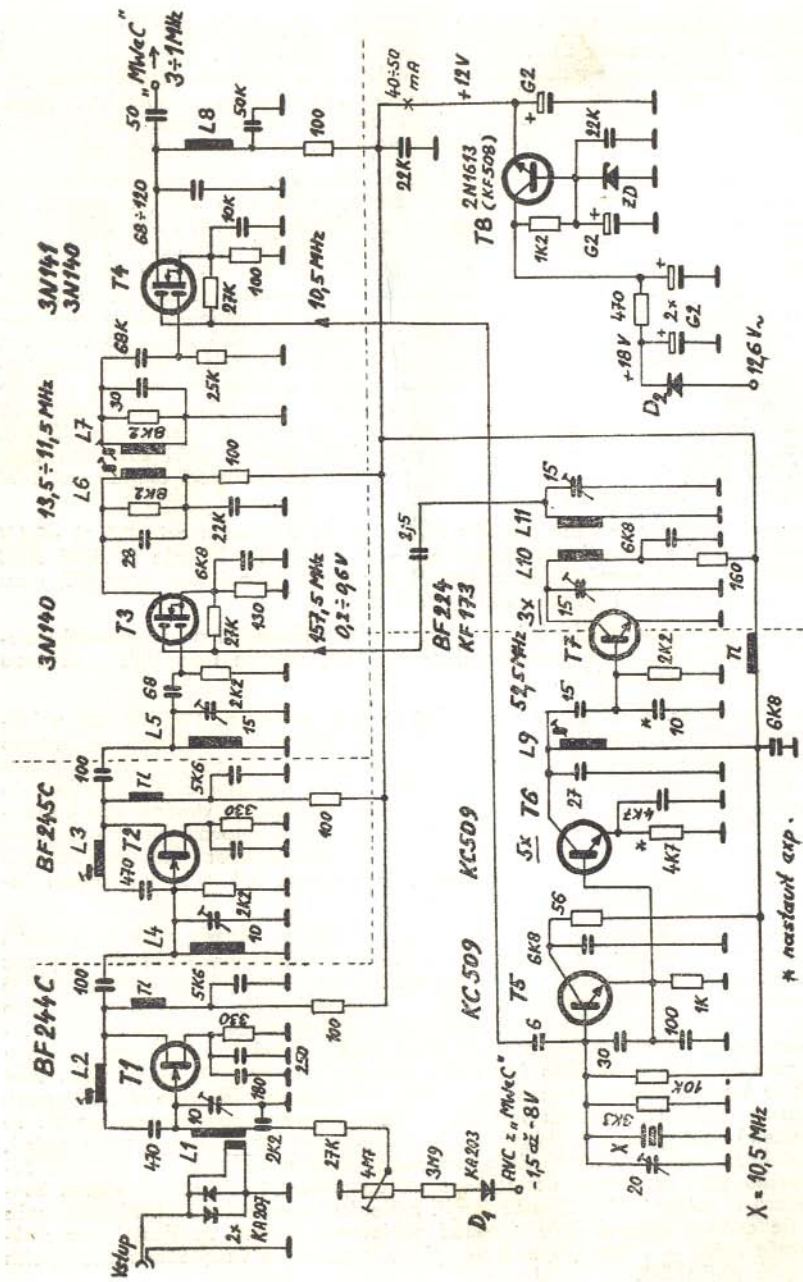 BF244C
BF245C
3N140
13,5÷11,5 MHz
3N141
3N140
"MWeC"
3÷1 MHz
Vstup
2x
KA207
L1
470
L2
T1
10
180
2K2
27K
250
330
100
TL
5K6
100
L4
10
2K2
470
L3
T2
330
100
TL
5K6
100
L5
15
68
2K2
T3
27K
130
6K8
157,5 MHz
0,2÷0,6V
28
8K2
22K
L6
100
L7
8K2
30
68K
25K
T4
27K
100
10K
10,5 MHz
68÷120
50
L8
50K
100
22K
40÷50
mA
+12V
4M7
3M9
D1
KA203
AVC z "MWeC"
-1,5 až -8V
KC509
KC509
BF224
KF173
2j5
20
X
3K3
10K
6
30
100
T5
1K
6K8
56
5x
T6
*
4K7
4K7
27
L9
52,5 MHz
15
*
10
2K2
T7
3x
15
L10
6K8
160
L11
15
TL
6K8
X = 10,5 MHz
* nastavit exp.
T8
2N1613
(KF508)
1K2
G2
ZD
22K
G2
470
2x
G2
+18V
D2
12,6V~